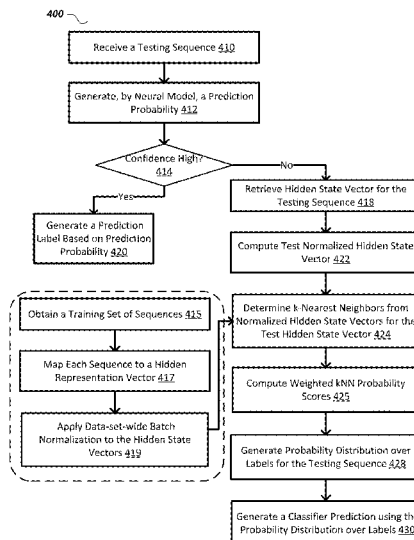 400
Receive a Testing Sequence 410
Generate, by Neural Model, a Prediction
Probability 412
Confidence High?
414
No
Yes
Retrieve Hidden State Vector for the
Testing Sequence 418
Generate a Prediction
Label Based on Prediction
Probability 420
Compute Test Normalized Hidden State
Vector 422
Obtain a Training Set of Sequences 415
Determine k-Nearest Neighbors from
Normalized Hidden State Vectors for the
Test Hidden State Vector 424
Map Each Sequence to a Hidden
Representation Vector 417
Compute Weighted kNN Probability
Scores 425
Apply Data-set-wide Batch
Normalization to the Hidden State
Vectors 419
Generate Probability Distribution over
Labels for the Testing Sequence 428
Generate a Classifier Prediction using the
Probability Distribution over Labels 430